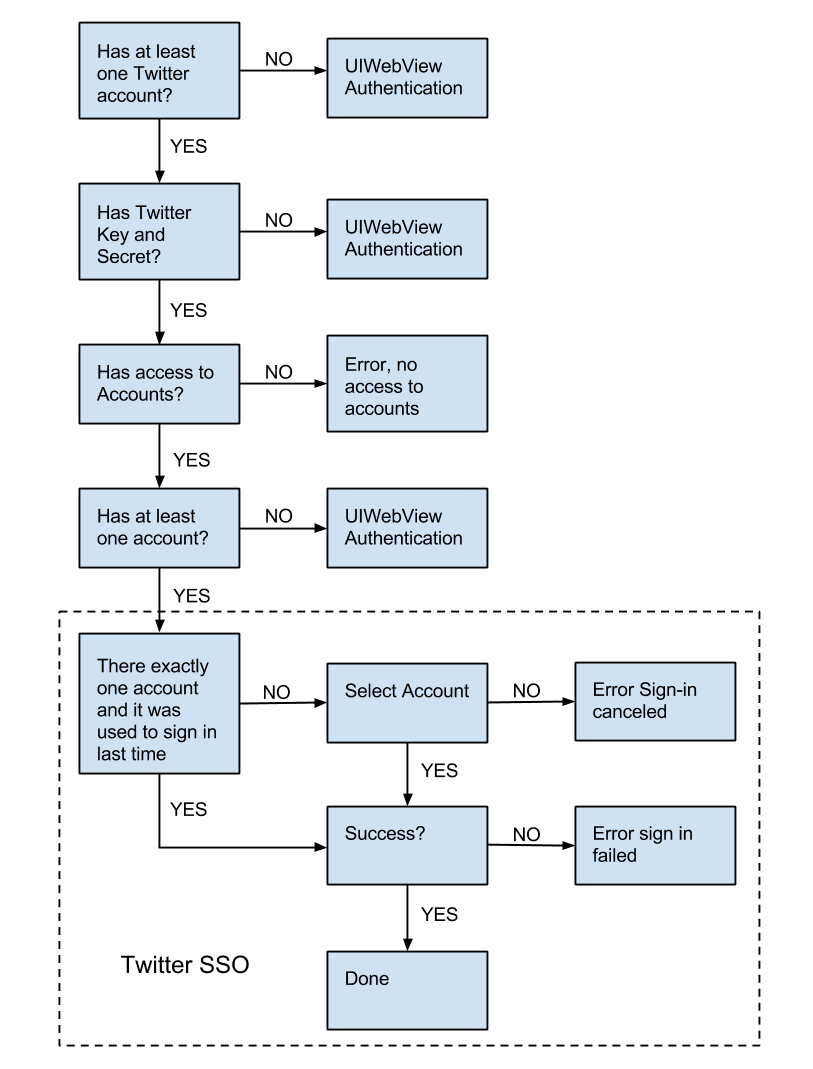 Has at least
one Twitter
account?
NO
UIWebView
Authentication
YES
Has Twitter
Key and
Secret?
NO
UIWebView
Authentication
YES
Has access to
Accounts?
NO
Error, no
access to
accounts
YES
Has at least
one account?
NO
UIWebView
Authentication
YES
There exactly
one account
and it was
used to sign in
last time
NO
Select Account
NO
Error Sign-in
canceled
YES
YES
Success?
NO
Error sign in
failed
YES
Twitter SSO
Done